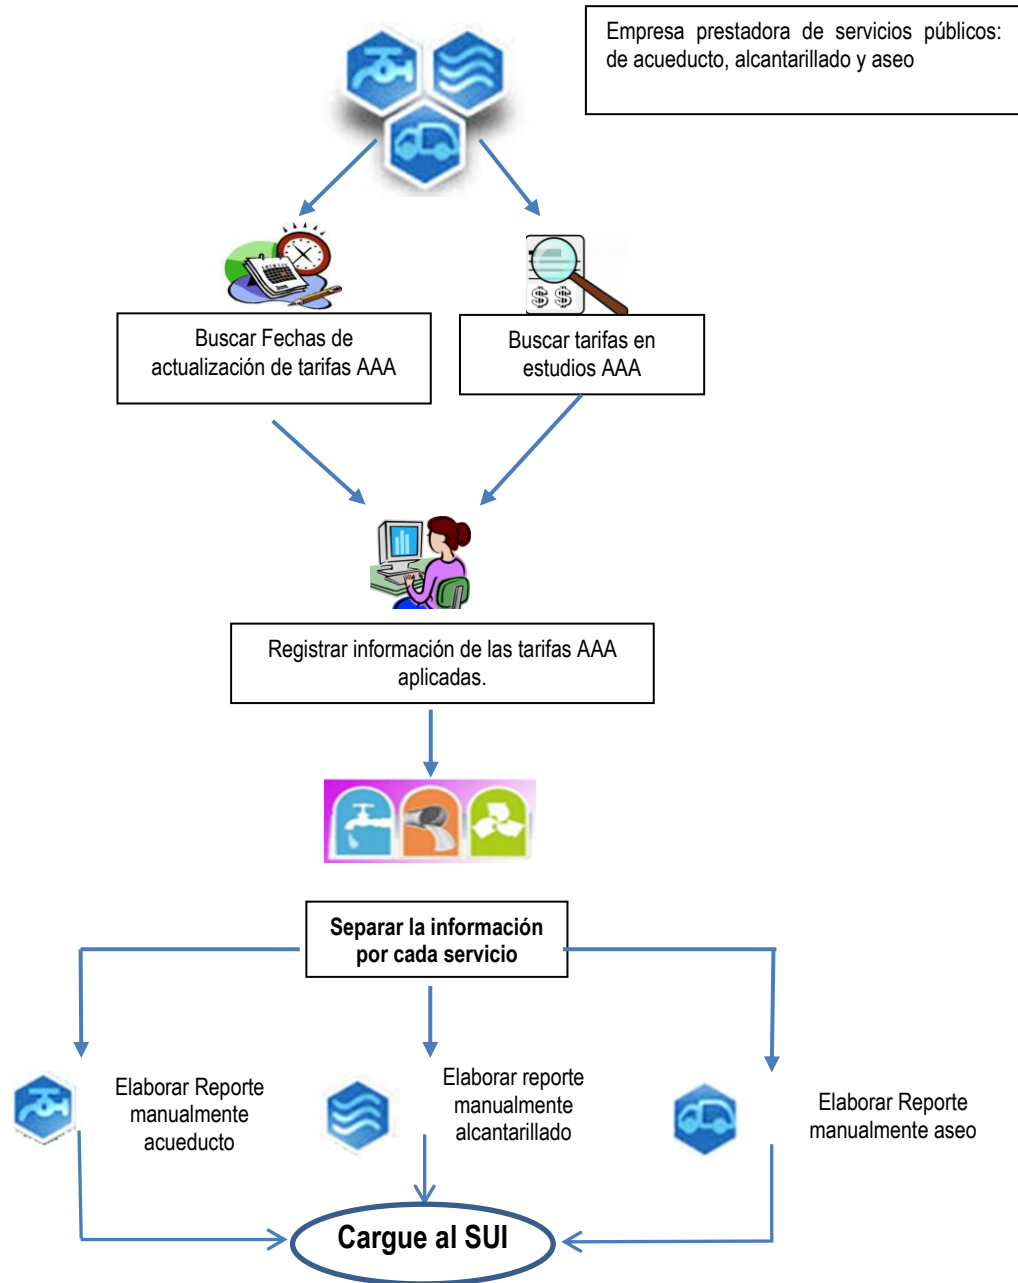 Empresa prestadora de servicios públicos:
de acueducto, alcantarillado y aseo
Buscar Fechas de
actualización de tarifas AAA
Buscar tarifas en
estudios AAA
Registrar información de las tarifas AAA
aplicadas.
Separar la información
por cada servicio
Elaborar Reporte
manualmente
acueducto
Elaborar reporte
manualmente
alcantarillado
Elaborar Reporte
manualmente aseo
Cargue al SUI